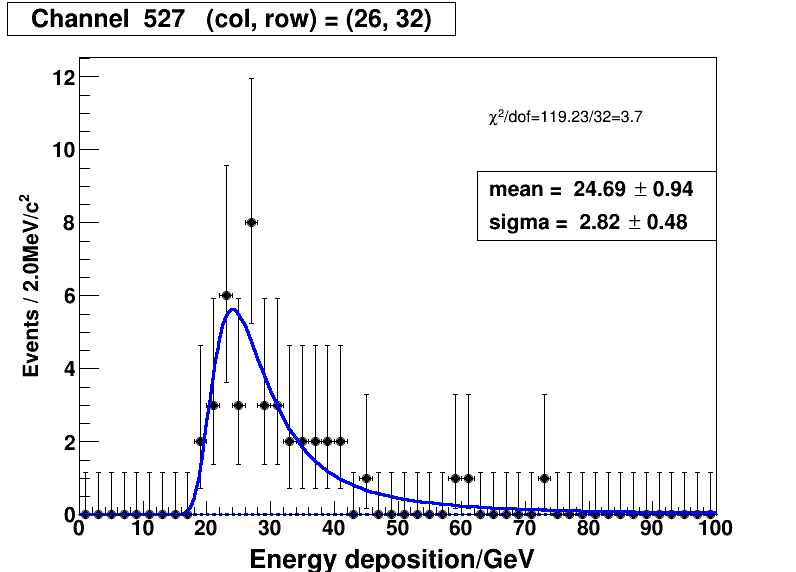 Channel 527 (col, row) = (26, 32)
χ²/dof=119.23/32=3.7
mean = 24.69 ± 0.94
sigma = 2.82 ± 0.48
Events / 2.0MeV/c²
12
10
8
6
4
2
0
0 10 20 30 40 50 60 70 80 90 100
Energy deposition/GeV